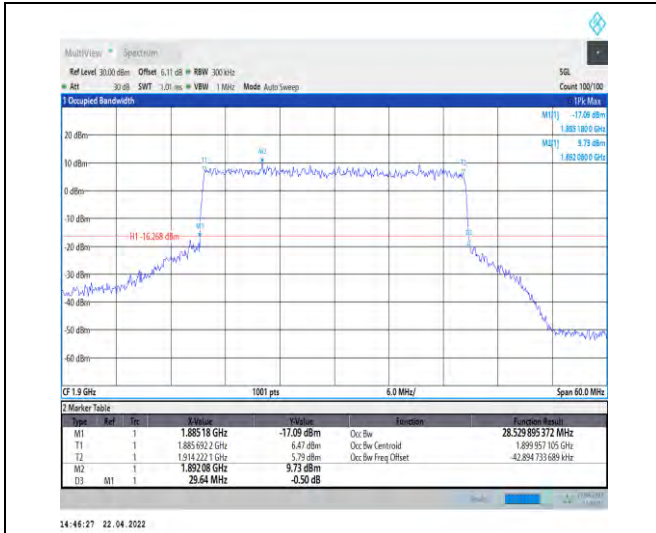 MultiView Spectrum
Ref Level 30.00 dBm Offset 6.11 dB RBW 300 kHz SGL
Att 30 dB SWT 1.01 ms VBW 1 MHz Mode Auto Sweep Count 100/100
1 Occupied Bandwidth 1Pk Max
M1[1] -17.09 dBm
1.885 180 0 GHz
M2[1] 9.73 dBm
1.892 080 0 GHz
20 dBm
M2
T1 T2
10 dBm
0 dBm
-10 dBm
H1 -16.268 dBm M1 D3
-20 dBm
-30 dBm
-40 dBm
-50 dBm
-60 dBm
CF 1.9 GHz 1001 pts 6.0 MHz/ Span 60.0 MHz
2 Marker Table
Type Ref Trc X-Value Y-Value Function Function Result
M1 1 1.88518 GHz -17.09 dBm Occ Bw 28.529 895 372 MHz
T1 1 1.885 692 2 GHz 6.47 dBm Occ Bw Centroid 1.899 957 105 GHz
T2 1 1.914 222 1 GHz 5.79 dBm Occ Bw Freq Offset -42.894 733 689 kHz
M2 1 1.89208 GHz 9.73 dBm
D3 M1 1 29.64 MHz -0.50 dB
14:46:27 22.04.2022